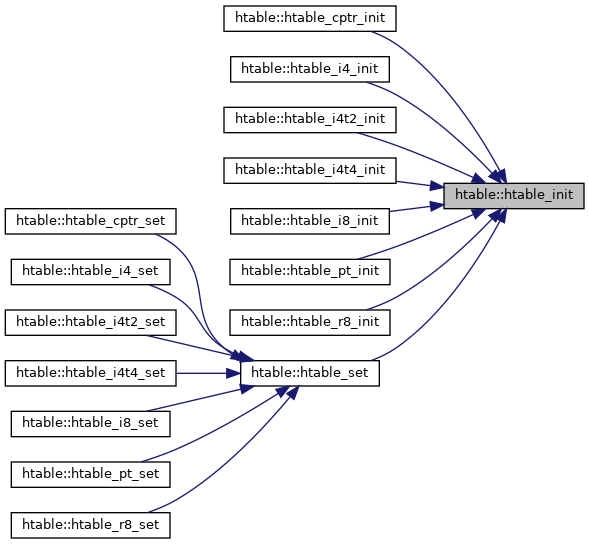 htable::htable_cptr_init
htable::htable_i4_init
htable::htable_i4t2_init
htable::htable_i4t4_init
htable::htable_init
htable::htable_cptr_set
htable::htable_i8_init
htable::htable_i4_set
htable::htable_pt_init
htable::htable_i4t2_set
htable::htable_r8_init
htable::htable_i4t4_set
htable::htable_set
htable::htable_i8_set
htable::htable_pt_set
htable::htable_r8_set